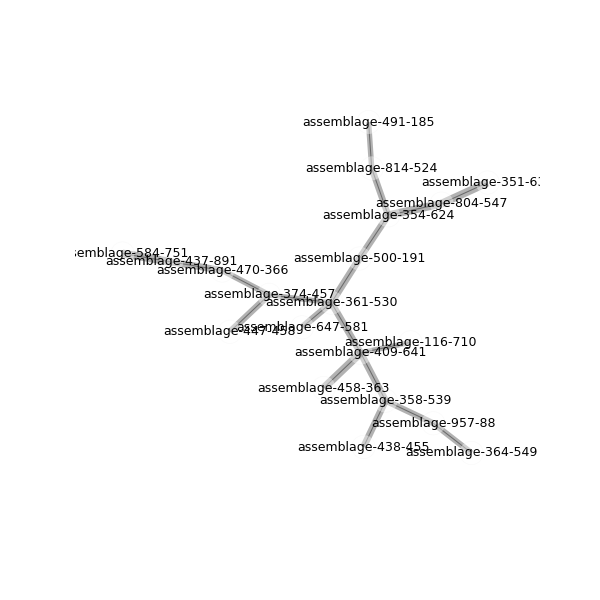 assemblage-491-185
assemblage-814-524
assemblage-351-6
assemblage-804-547
assemblage-354-624
semblage-584-751
assemblage-500-191
assemblage-437-891
assemblage-470-366
assemblage-374-457
assemblage-361-530
assemblage-647-581
assemblage-447-458
assemblage-116-710
assemblage-409-641
assemblage-458-363
assemblage-358-539
assemblage-957-88
assemblage-438-455
assemblage-364-549